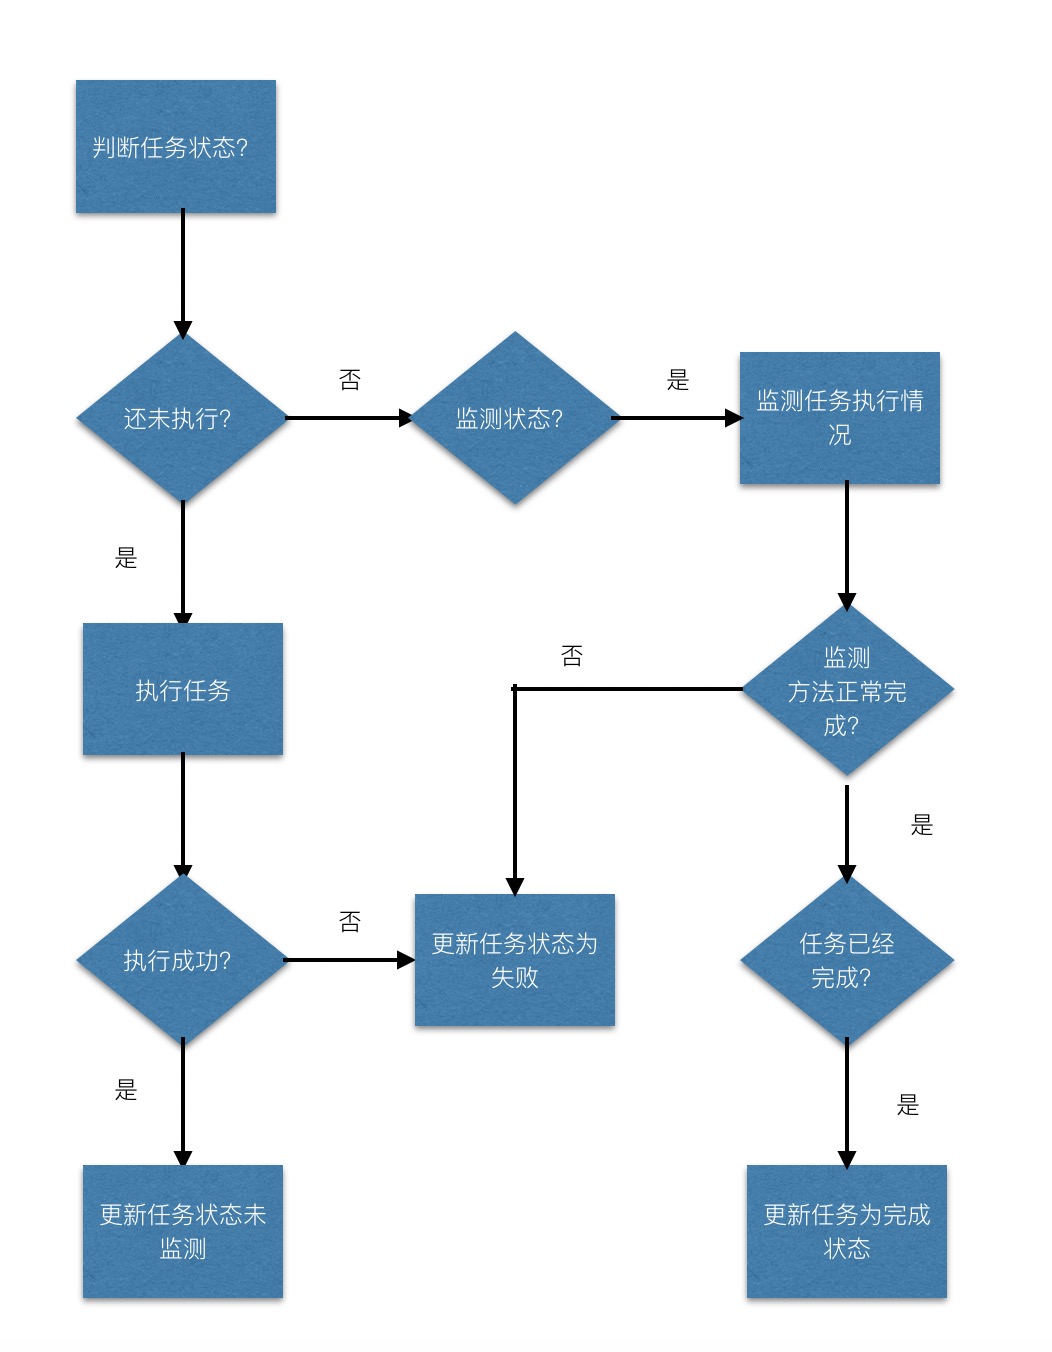 判断任务状态?
还未执行?
否
监测状态?
是
监测任务执行情
况
是
执行任务
否
监测
方法正常完
成?
是
执行成功?
否
更新任务状态为
失败
任务已经
完成?
是
是
更新任务状态未
监测
更新任务为完成
状态